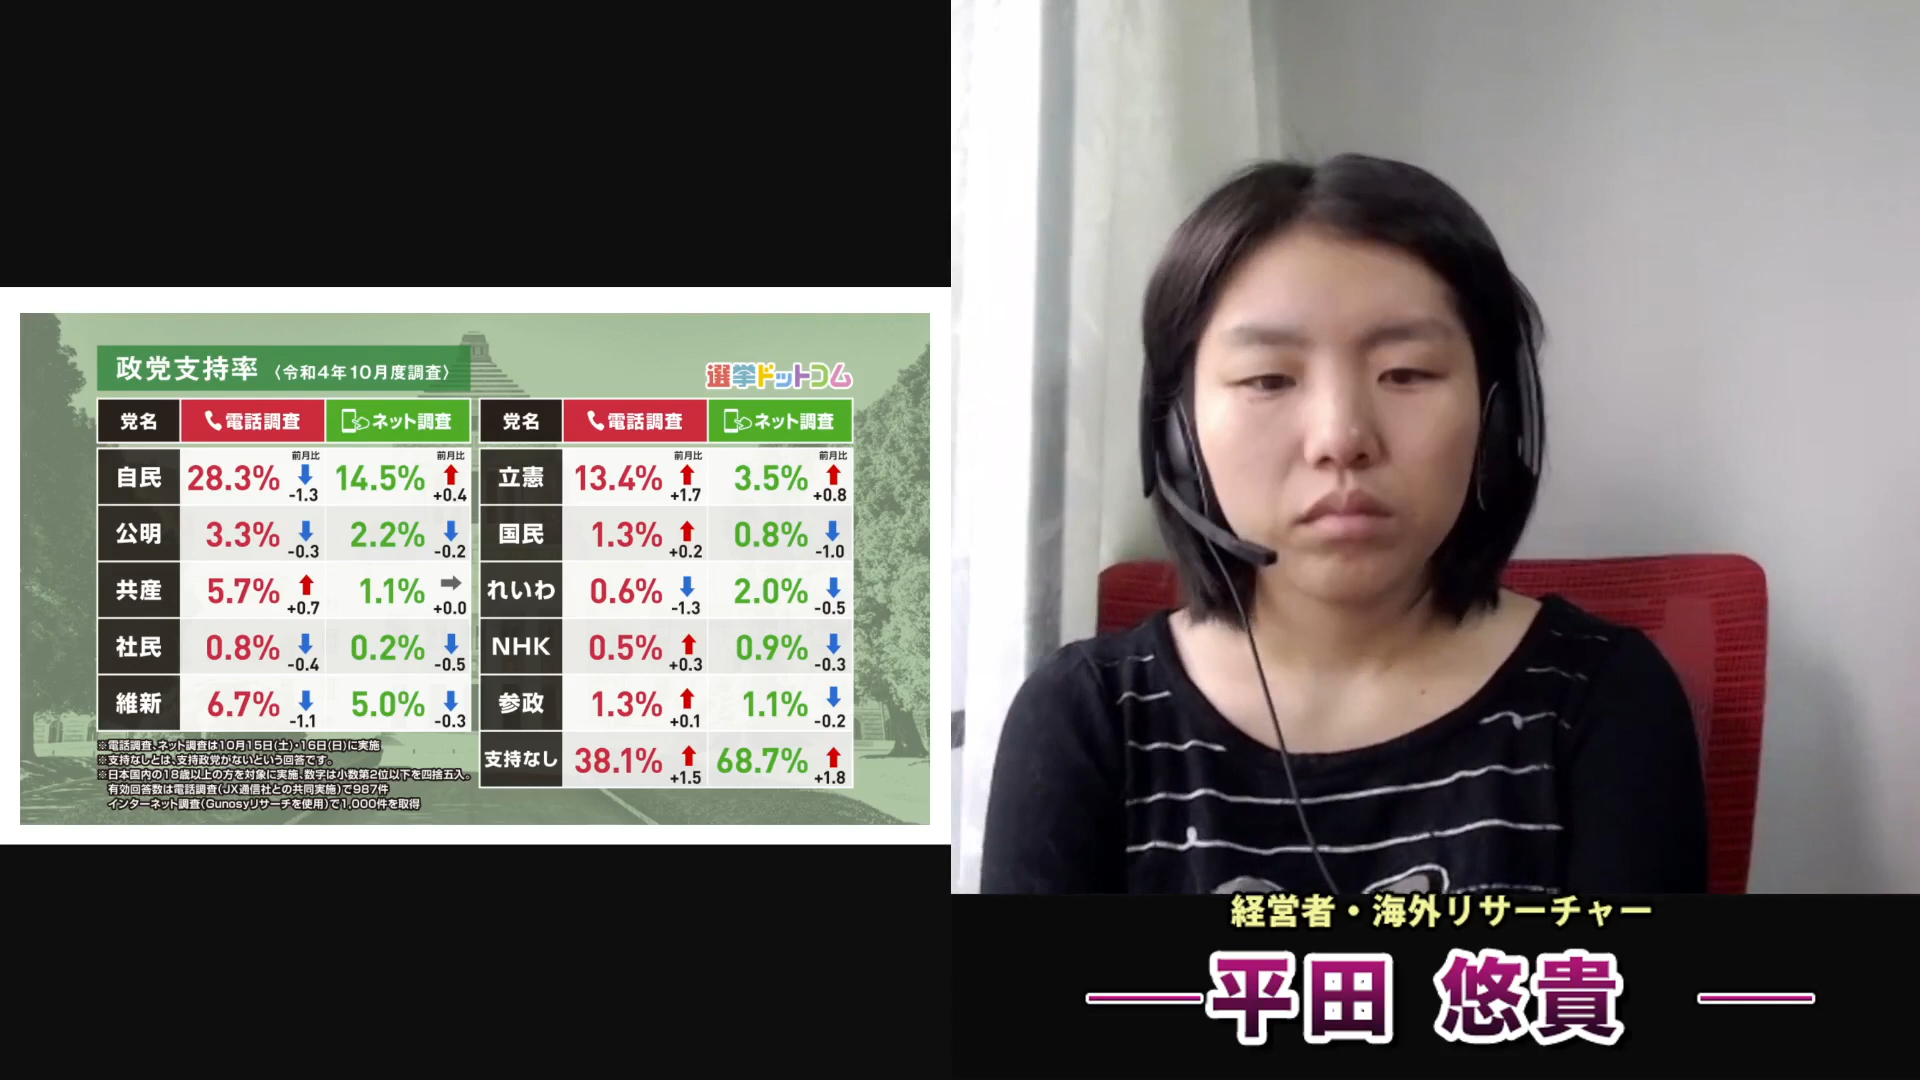 政党支持率 〈令和4年10月度調査〉
選挙ドットコム
党名 電話調査 ネット調査 党名 電話調査 ネット調査
前月比 前月比 前月比 前月比
自民 28.3% -1.3 14.5% +0.4 立憲 13.4% +1.7 3.5% +0.8
公明 3.3% -0.3 2.2% -0.2 国民 1.3% +0.2 0.8% -1.0
共産 5.7% +0.7 1.1% +0.0 れいわ 0.6% -1.3 2.0% -0.5
社民 0.8% -0.4 0.2% -0.5 NHK 0.5% +0.3 0.9% -0.3
維新 6.7% -1.1 5.0% -0.3 参政 1.3% +0.1 1.1% -0.2
支持なし 38.1% +1.5 68.7% +1.8
※電話調査、ネット調査は10月15日(土)・16日(日)に実施
※支持なしとは、支持政党がないという回答です。
※日本国内の18歳以上の方を対象に実施、数字は小数第2位以下を四捨五入。
有効回答数は電話調査(JX通信社との共同実施)で987件
インターネット調査(Gunosyリサーチを使用)で1,000件を取得
経営者・海外リサーチャー
平田 悠貴